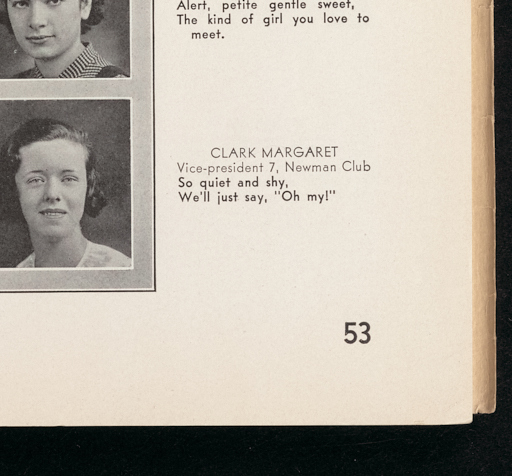 Alert, petite gentle sweet,
The kind of girl you love to
meet.
CLARK MARGARET
Vice-president 7, Newman Club
So quiet and shy,
We'll just say, "Oh my!"
53